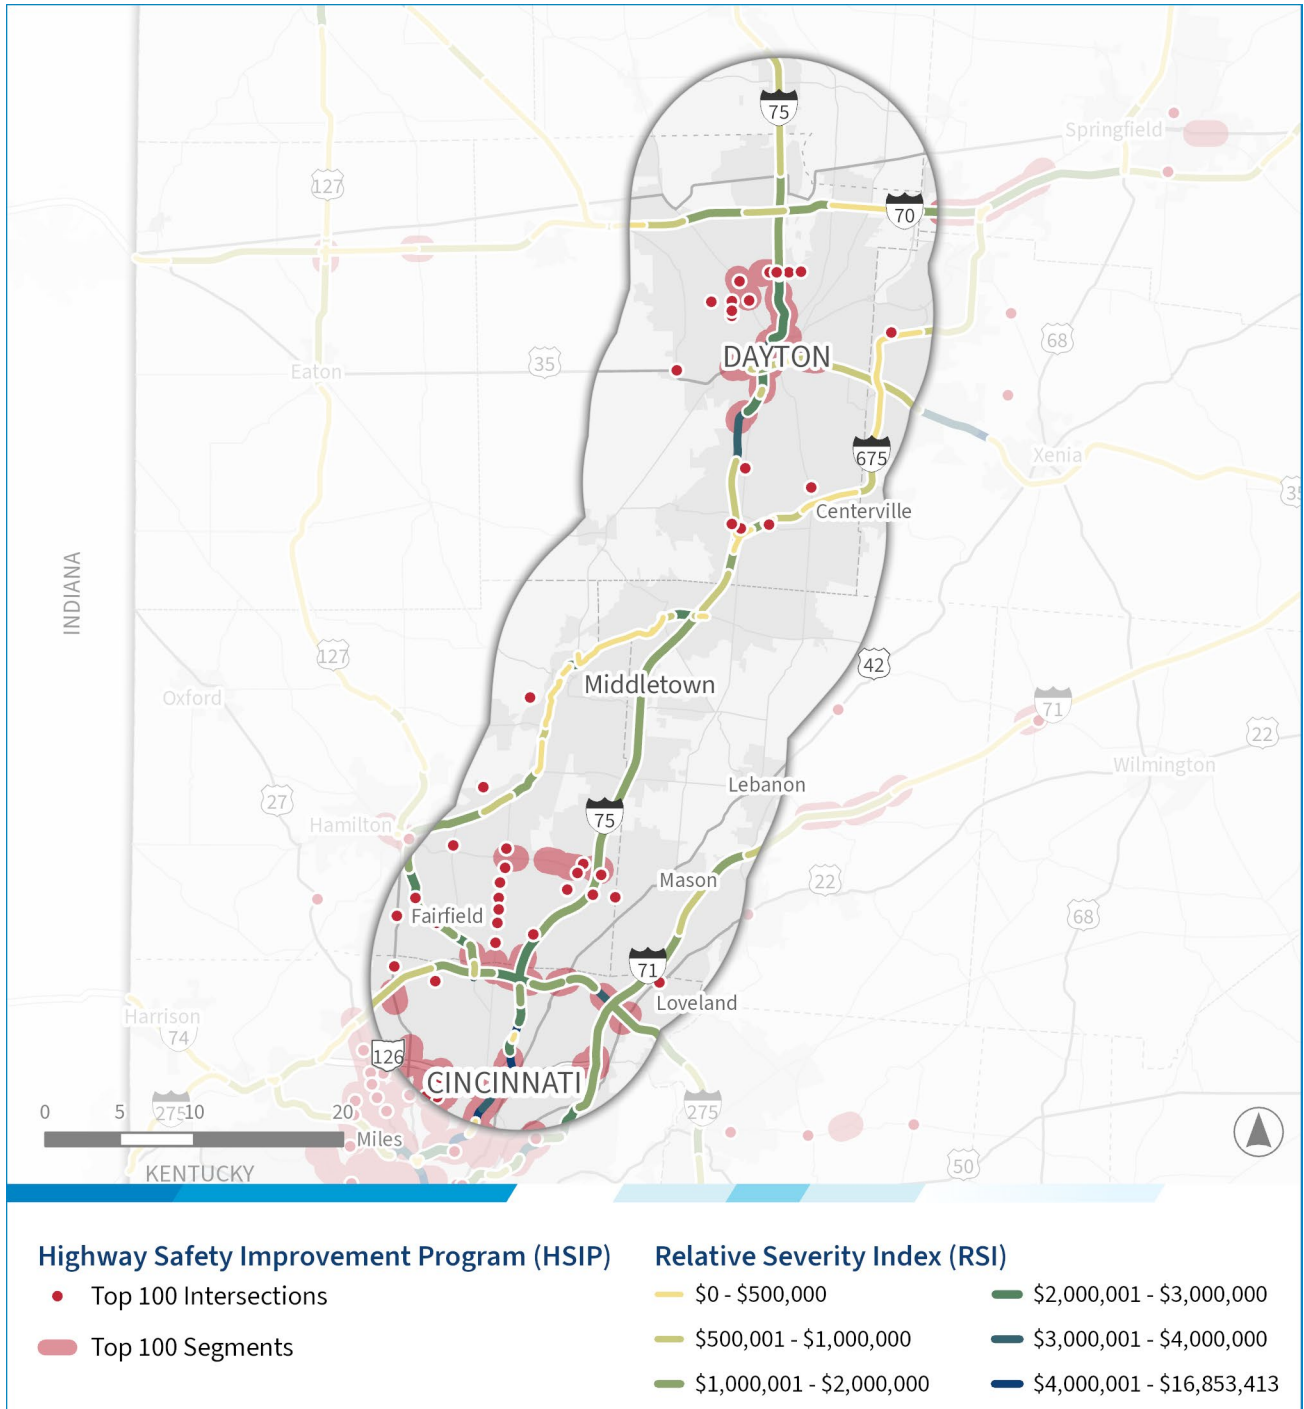 75
Springfield
127
70
68
DAYTON
35
Eaton
675
Xenia
35
Centerville
INDIANA
127
42
Middletown
Oxford
71
22
Wilmington
Lebanon
27
75
Hamilton
Mason
22
Fairfield
68
71
Loveland
Harrison
74
126
CINCINNATI
0 5 10 20
275
275
Miles
50
KENTUCKY
Highway Safety Improvement Program (HSIP)
Top 100 Intersections
Top 100 Segments
Relative Severity Index (RSI)
$0 - $500,000
$500,001 - $1,000,000
$1,000,001 - $2,000,000
$2,000,001 - $3,000,000
$3,000,001 - $4,000,000
$4,000,001 - $16,853,413